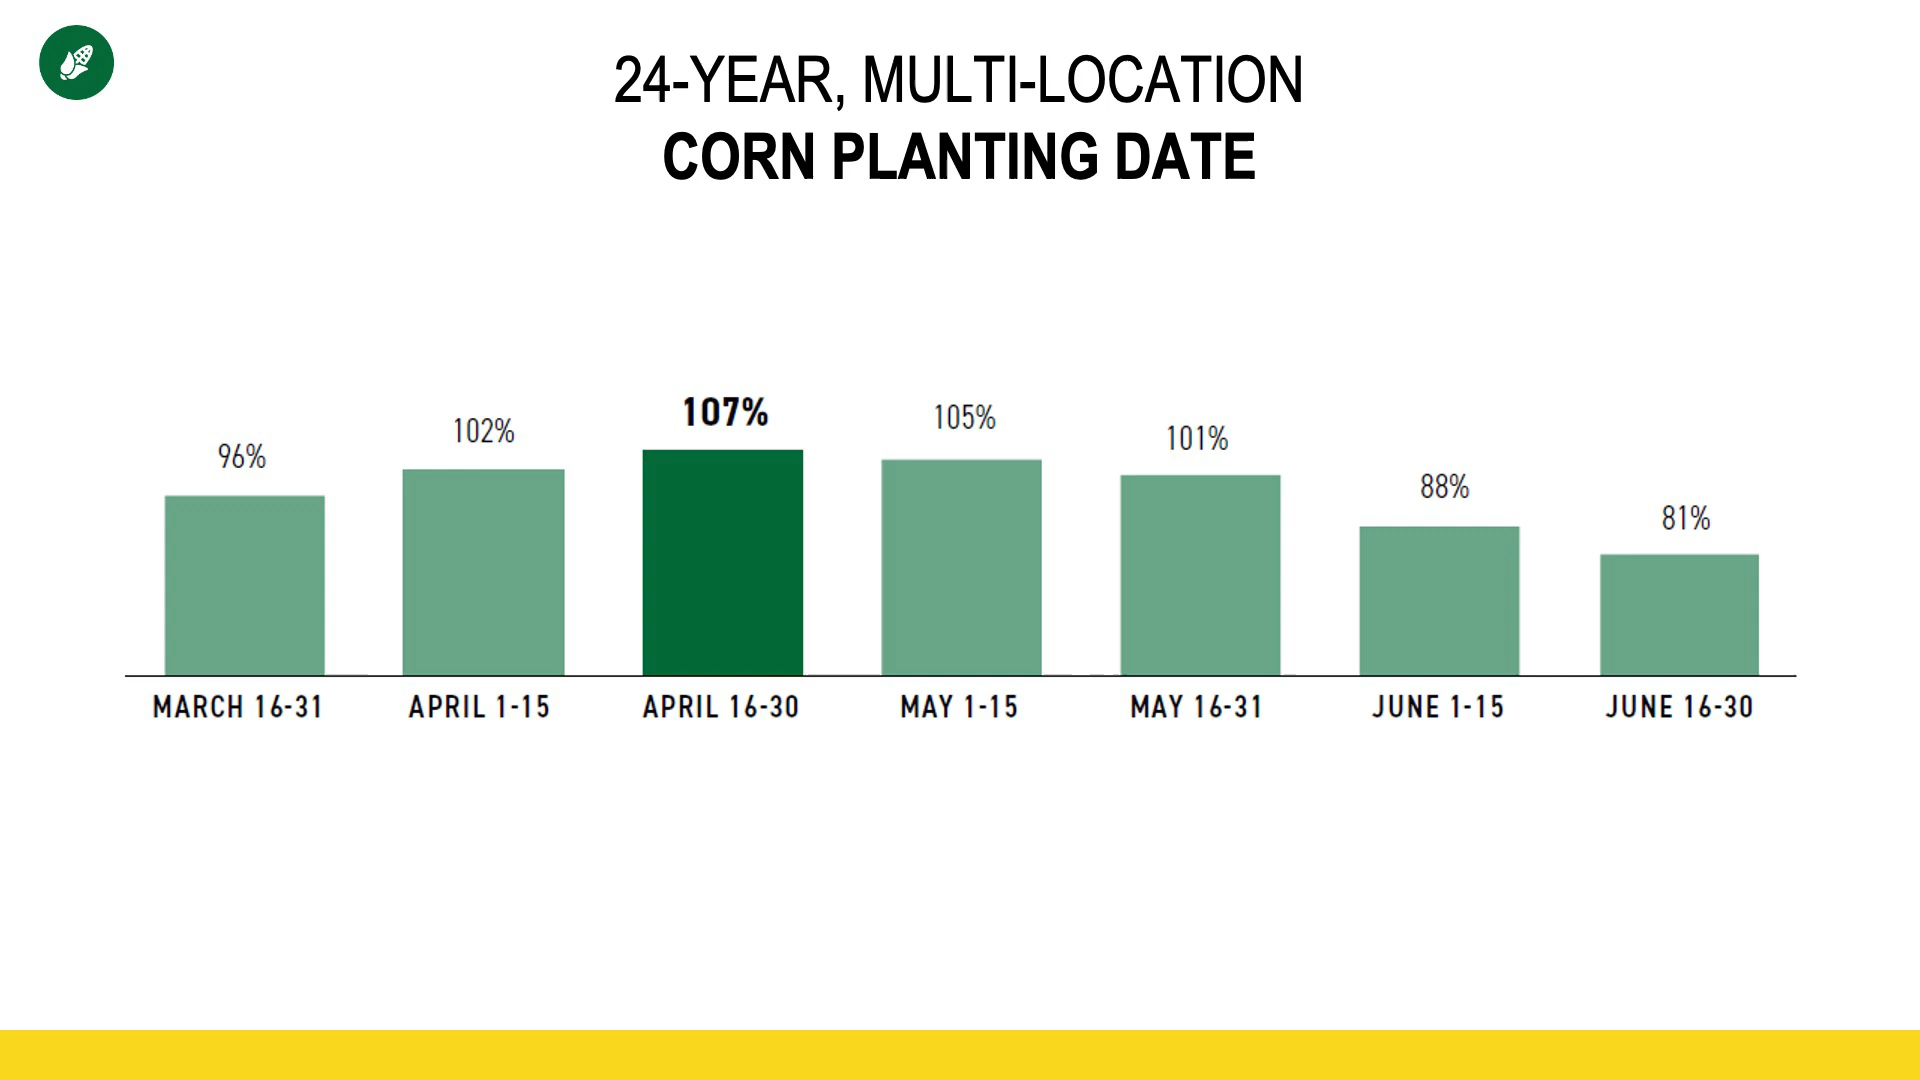 24-YEAR, MULTI-LOCATION
CORN PLANTING DATE
96%
102%
107%
105%
101%
88%
81%
MARCH 16-31
APRIL 1-15
APRIL 16-30
MAY 1-15
MAY 16-31
JUNE 1-15
JUNE 16-30